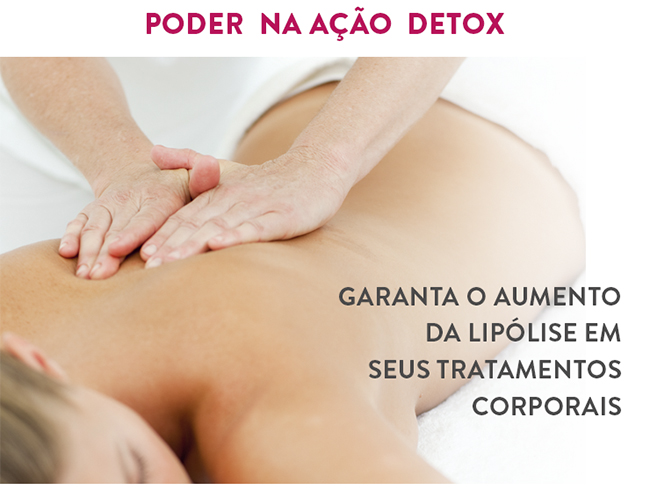 PODER NA AÇÃO DETOX
GARANTA O AUMENTO
DA LIPÓLISE EM
SEUS TRATAMENTOS
CORPORAIS